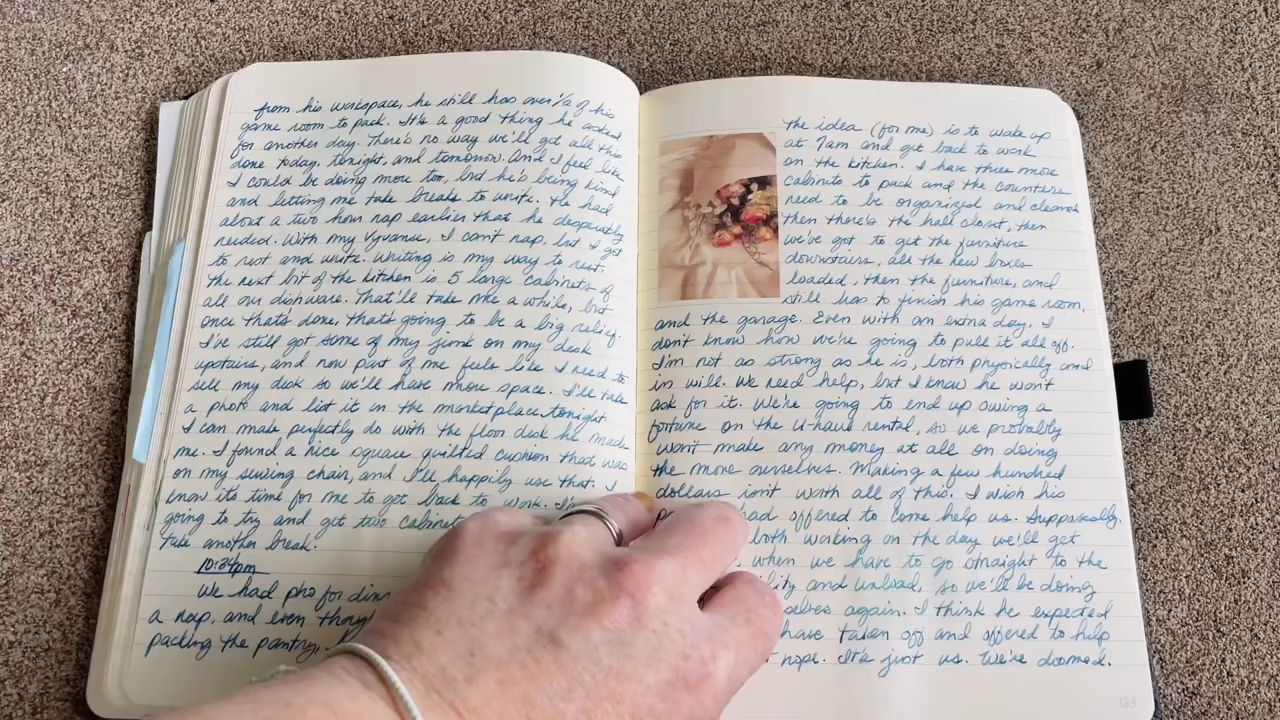 from his workspace, he still has over 1/2 of his
game room to pack. It's a good thing he asked
for another day. There's no way we'll get all this
done today, tonight, and tomorrow. And I feel like
I could be doing more too, but he's being kind
and letting me take breaks to write. He had
about a two hour nap earlier that he desperately
needed. With my Vyvanse, I can't nap, but I get
to rest and write. Writing is my way to rest.
The next bit of the kitchen is 5 large cabinets of
all our dishware. That'll take me a while, but
once that's done, that's going to be a big relief.
I've still got some of my junk on my desk
upstairs, and now part of me feels like I need to
sell my desk so we'll have more space. I'll take
a photo and list it on the marketplace tonight.
I can make perfectly do with the floor desk he made
me. I found a nice square quilted cushion that was
on my sewing chair, and I'll happily use that. I
know it's time for me to get back to work. I'm
going to try and get two
take another break.
10:34pm
We had pho for
a nap, and even
packing the pantry,
The idea (for me) is to wake up
at 7am and get back to work
on the kitchen. I have three more
cabinets to pack and the counters
need to be organized and cleaned
then there's the hall closet, then
we've got to get the furniture
downstairs, all the new boxes
loaded, then the furniture, and
still has to finish his game room,
and the garage. Even with an extra day, I
don't know how we're going to pull it all off.
I'm not as strong as he is, both physically and
in will. We need help, but I know he won't
ask for it. We're going to end up owing a
fortune on the U-haul rental, so we probably
won't make any money at all on doing
the move ourselves. Making a few hundred
dollars isn't worth all of this. I wish his
had offered to come help us. Supposedly,
both working on the day we'll get
, when we have to go straight to the
and unload, so we'll be doing
again. I think he expected
have taken off and offered to help
nope. It's just us. We're doomed.
183